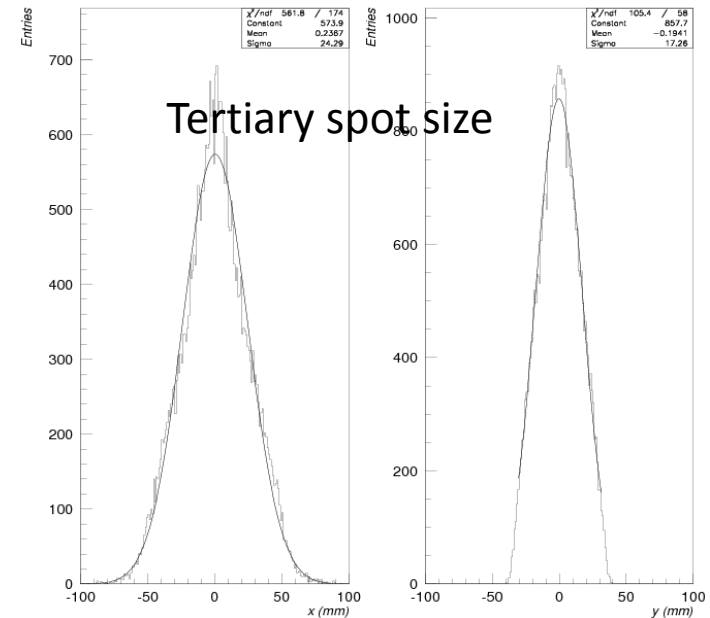 Tertiary spot size
Entries
χ²/ndf 561.8 / 174
Constant 573.9
Mean 0.2367
Sigma 24.29
700
600
500
400
300
200
100
0
-100 -50 0 50 100
x (mm)
Entries
χ²/ndf 105.4 / 58
Constant 857.7
Mean -0.1941
Sigma 17.26
1000
800
600
400
200
0
-100 -50 0 50 100
y (mm)